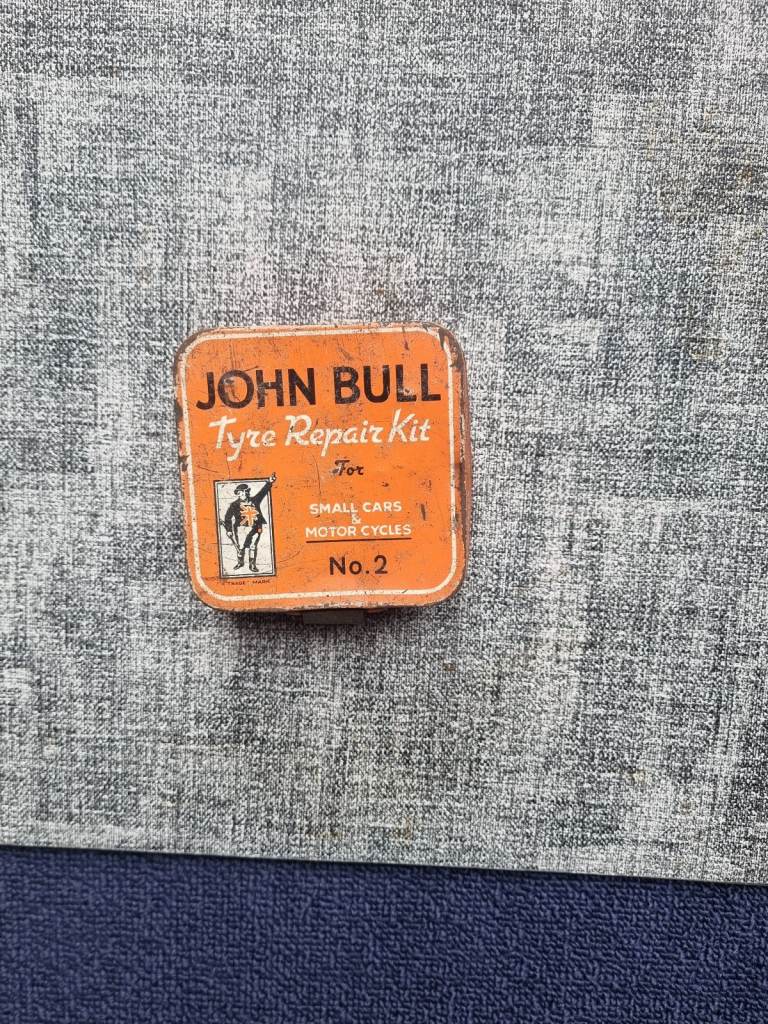 JOHN BULL
Tyre Repair Kit
For
SMALL CARS
&
MOTOR CYCLES
No.2
TRADE MARK